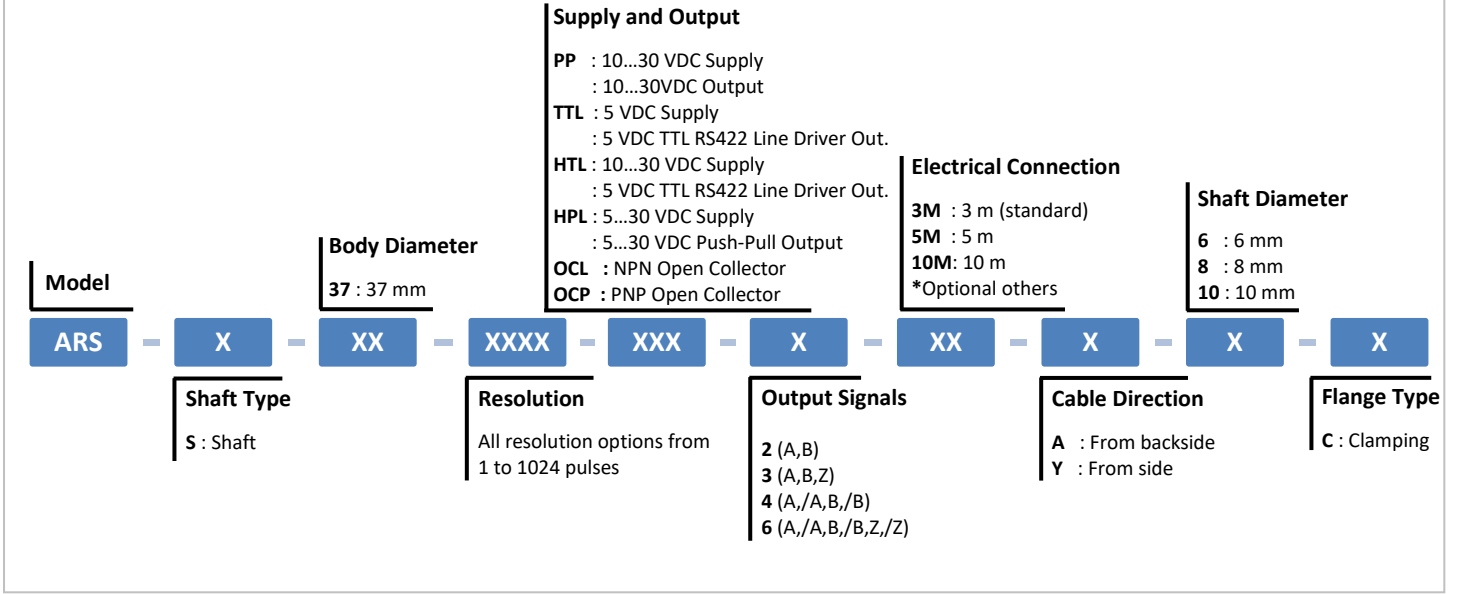 Supply and Output
PP : 10...30 VDC Supply
: 10...30VDC Output
TTL : 5 VDC Supply
: 5 VDC TTL RS422 Line Driver Out.
HTL : 10...30 VDC Supply
: 5 VDC TTL RS422 Line Driver Out.
HPL : 5...30 VDC Supply
: 5...30 VDC Push-Pull Output
OCL : NPN Open Collector
OCP : PNP Open Collector
Electrical Connection
3M : 3 m (standard)
5M : 5 m
10M: 10 m
*Optional others
Shaft Diameter
6 : 6 mm
8 : 8 mm
10 : 10 mm
Body Diameter
37 : 37 mm
Model
ARS - X - XX - XXXX - XXX - X - XX - X - X - X
Shaft Type
S : Shaft
Resolution
All resolution options from
1 to 1024 pulses
Output Signals
2 (A,B)
3 (A,B,Z)
4 (A,/A,B,/B)
6 (A,/A,B,/B,Z,/Z)
Cable Direction
A : From backside
Y : From side
Flange Type
C : Clamping